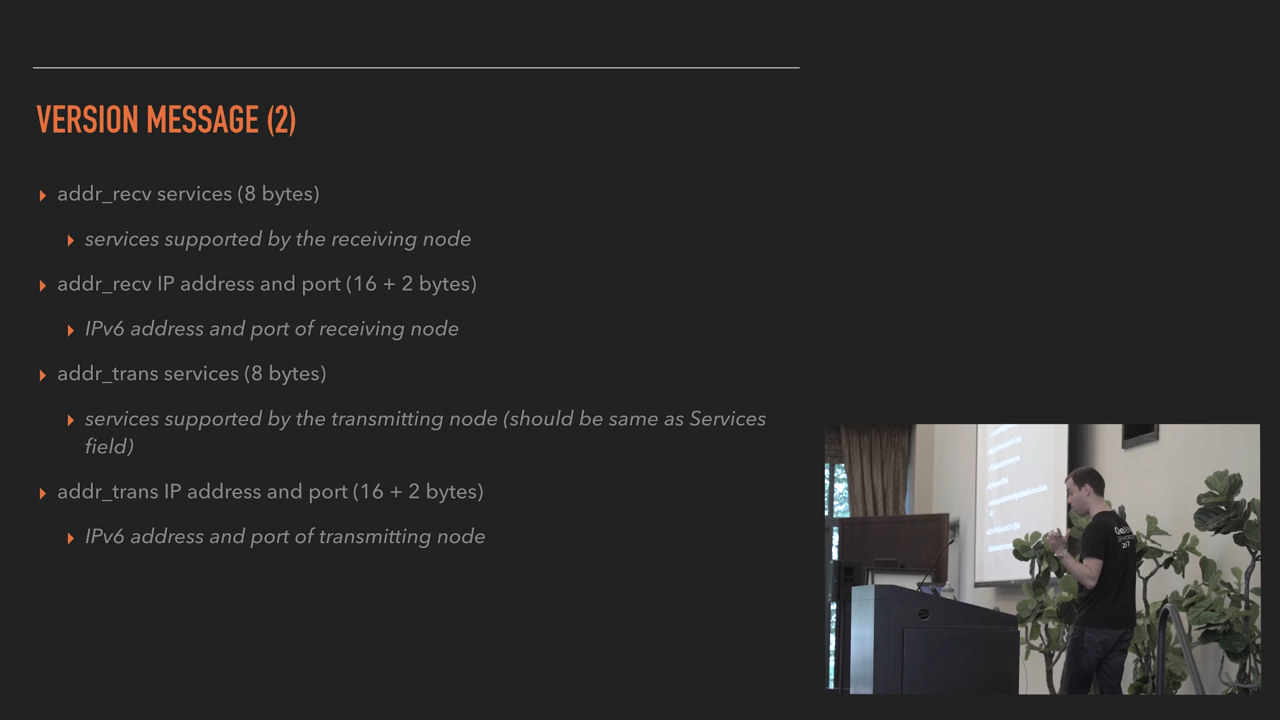 VERSION MESSAGE (2)
addr_recv services (8 bytes)
services supported by the receiving node
addr_recv IP address and port (16 + 2 bytes)
IPv6 address and port of receiving node
addr_trans services (8 bytes)
services supported by the transmitting node (should be same as Services
field)
addr_trans IP address and port (16 + 2 bytes)
IPv6 address and port of transmitting node